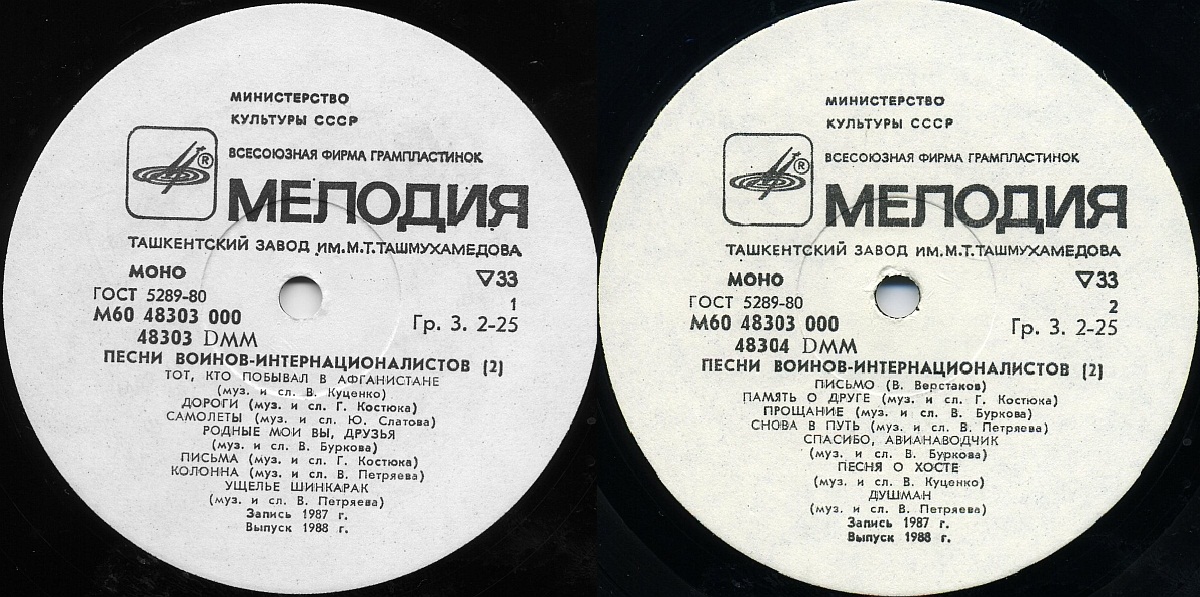 МИНИСТЕРСТВО
КУЛЬТУРЫ СССР
ВСЕСОЮЗНАЯ ФИРМА ГРАМПЛАСТИНОК
®
МЕЛОДИЯ
ТАШКЕНТСКИЙ ЗАВОД ИМ.М.Т.ТАШМУХАМЕДОВА
МОНО ▽33
ГОСТ 5289-80 1
М60 48303 000 Гр. 3. 2-25
48303 DMM
ПЕСНИ ВОИНОВ-ИНТЕРНАЦИОНАЛИСТОВ (2)
ТОТ, КТО ПОБЫВАЛ В АФГАНИСТАНЕ
(муз. и сл. В. Куценко)
ДОРОГИ (муз. и сл. Г. Костюка)
САМОЛЕТЫ (муз. и сл. Ю. Слатова)
РОДНЫЕ МОИ ВЫ, ДРУЗЬЯ
(муз. и сл. В. Буркова)
ПИСЬМА (муз. и сл. Г. Костюка)
КОЛОННА (муз. и сл. В. Петряева)
УЩЕЛЬЕ ШИНКАРАК
(муз. и сл. В. Петряева)
Запись 1987 г.
Выпуск 1988 г.
МИНИСТЕРСТВО
КУЛЬТУРЫ СССР
ВСЕСОЮЗНАЯ ФИРМА ГРАМПЛАСТИНОК
®
МЕЛОДИЯ
ТАШКЕНТСКИЙ ЗАВОД ИМ.М.Т.ТАШМУХАМЕДОВА
МОНО ▽33
ГОСТ 5289-80 2
М60 48303 000 Гр. 3. 2-25
48304 DMM
ПЕСНИ ВОИНОВ-ИНТЕРНАЦИОНАЛИСТОВ (2)
ПИСЬМО (В. Верстаков)
ПАМЯТЬ О ДРУГЕ (муз. и сл. Г. Костюка)
ПРОЩАНИЕ (муз. и сл. В. Буркова)
СНОВА В ПУТЬ (муз. и сл. В. Петряева)
СПАСИБО, АВИАНАВОДЧИК
(муз. и сл. В. Буркова)
ПЕСНЯ О ХОСТЕ
(муз. и сл. В. Куценко)
ДУШМАН
(муз. и сл. В. Петряева)
Запись 1987 г.
Выпуск 1988 г.